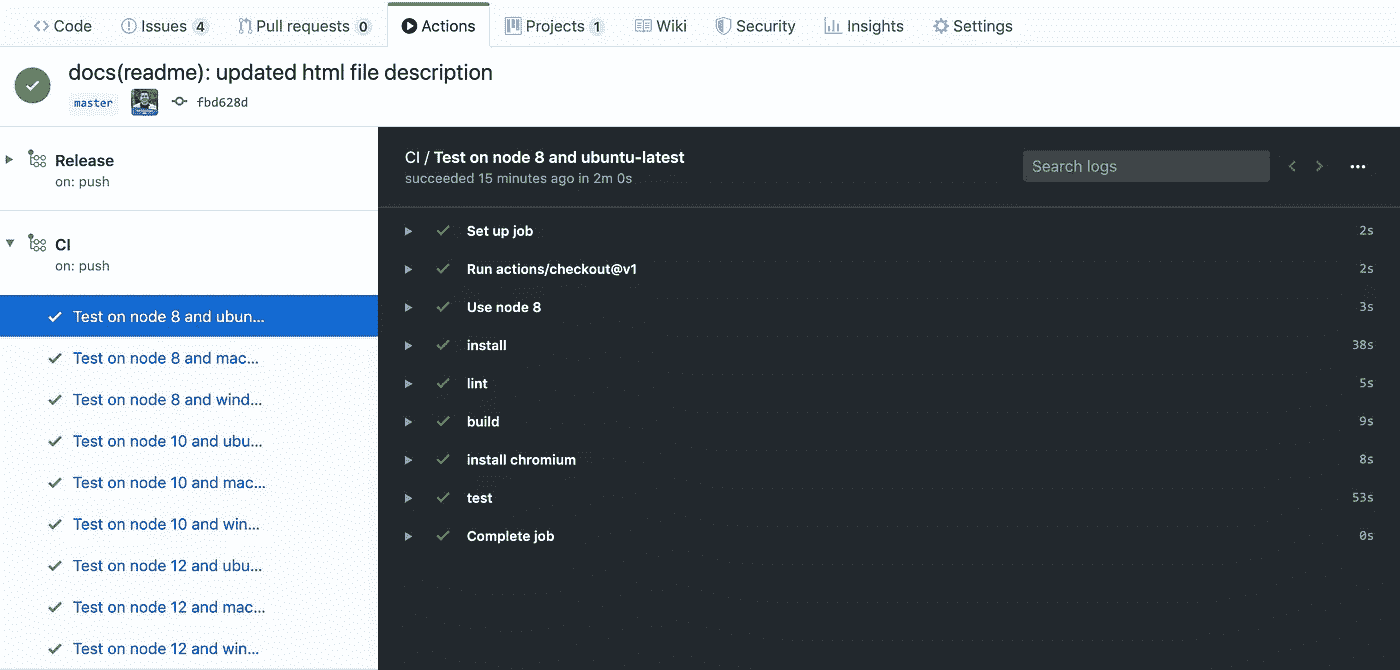 Code Issues 4 Pull requests 0 Actions Projects 1 Wiki Security Insights Settings
docs(readme): updated html file description
master fbd628d
Release
on: push
CI
on: push
Test on node 8 and ubun...
Test on node 8 and mac...
Test on node 8 and wind...
Test on node 10 and ubu...
Test on node 10 and mac...
Test on node 10 and win...
Test on node 12 and ubu...
Test on node 12 and mac...
Test on node 12 and win...
CI / Test on node 8 and ubuntu-latest
succeeded 15 minutes ago in 2m 0s
Search logs
Set up job 2s
Run actions/checkout@v1 2s
Use node 8 3s
install 38s
lint 5s
build 9s
install chromium 8s
test 53s
Complete job 0s